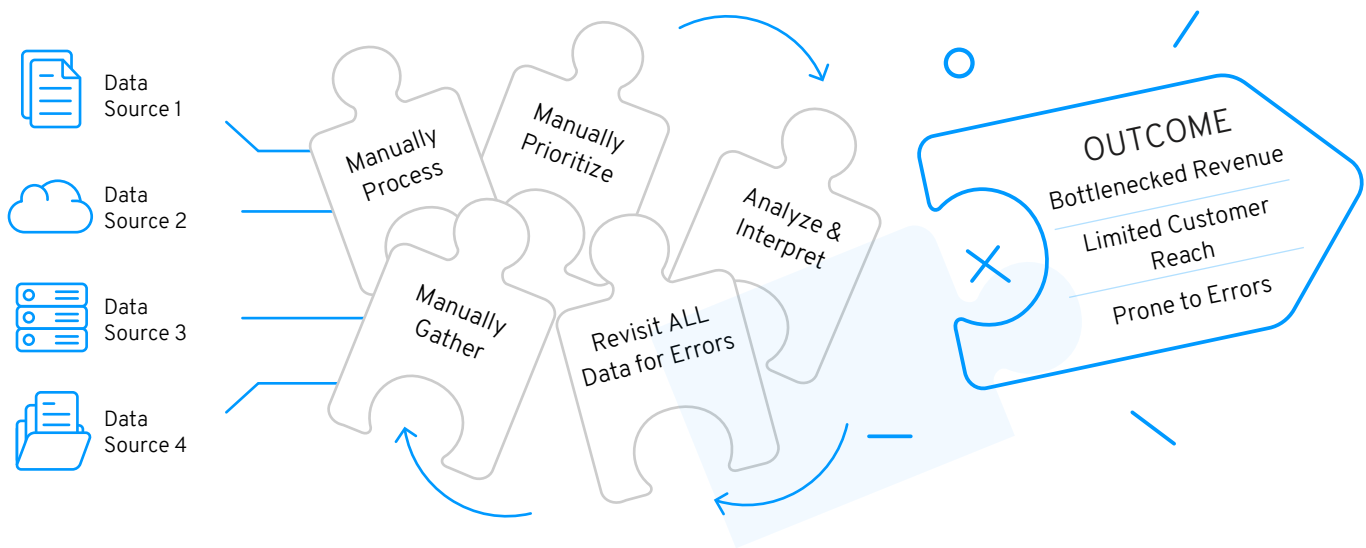 Data
Source 1
Data
Source 2
Data
Source 3
Data
Source 4
Manually
Process
Manually
Prioritize
Analyze &
Interpret
Manually
Gather
Revisit ALL
Data for Errors
OUTCOME
Bottlenecked Revenue
Limited Customer
Reach
Prone to Errors